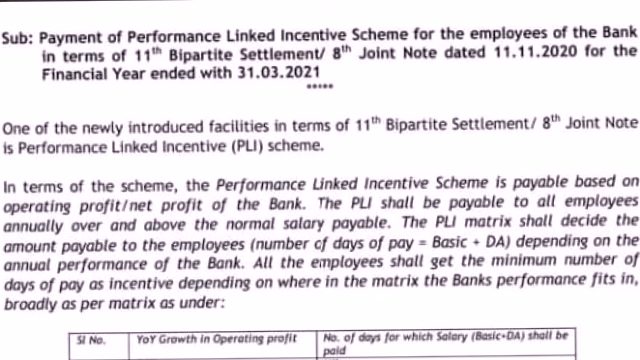 Sub: Payment of Performance Linked Incentive Scheme for the employees of the Bank
in terms of 11th Bipartite Settlement/ 8th Joint Note dated 11.11.2020 for the
Financial Year ended with 31.03.2021
*****
One of the newly introduced facilities in terms of 11th Bipartite Settlement/ 8th Joint Note
is Performance Linked Incentive (PLI) scheme.
In terms of the scheme, the Performance Linked Incentive Scheme is payable based on
operating profit/net profit of the Bank. The PLI shall be payable to all employees
annually over and above the normal salary payable. The PLI matrix shall decide the
amount payable to the employees (number of days of pay = Basic + DA) depending on the
annual performance of the Bank. All the employees shall get the minimum number of
days of pay as incentive depending on where in the matrix the Banks performance fits in,
broadly as per matrix as under:
Sl No. YoY Growth in Operating profit No. of days for which Salary (Basic+DA) shall be
paid